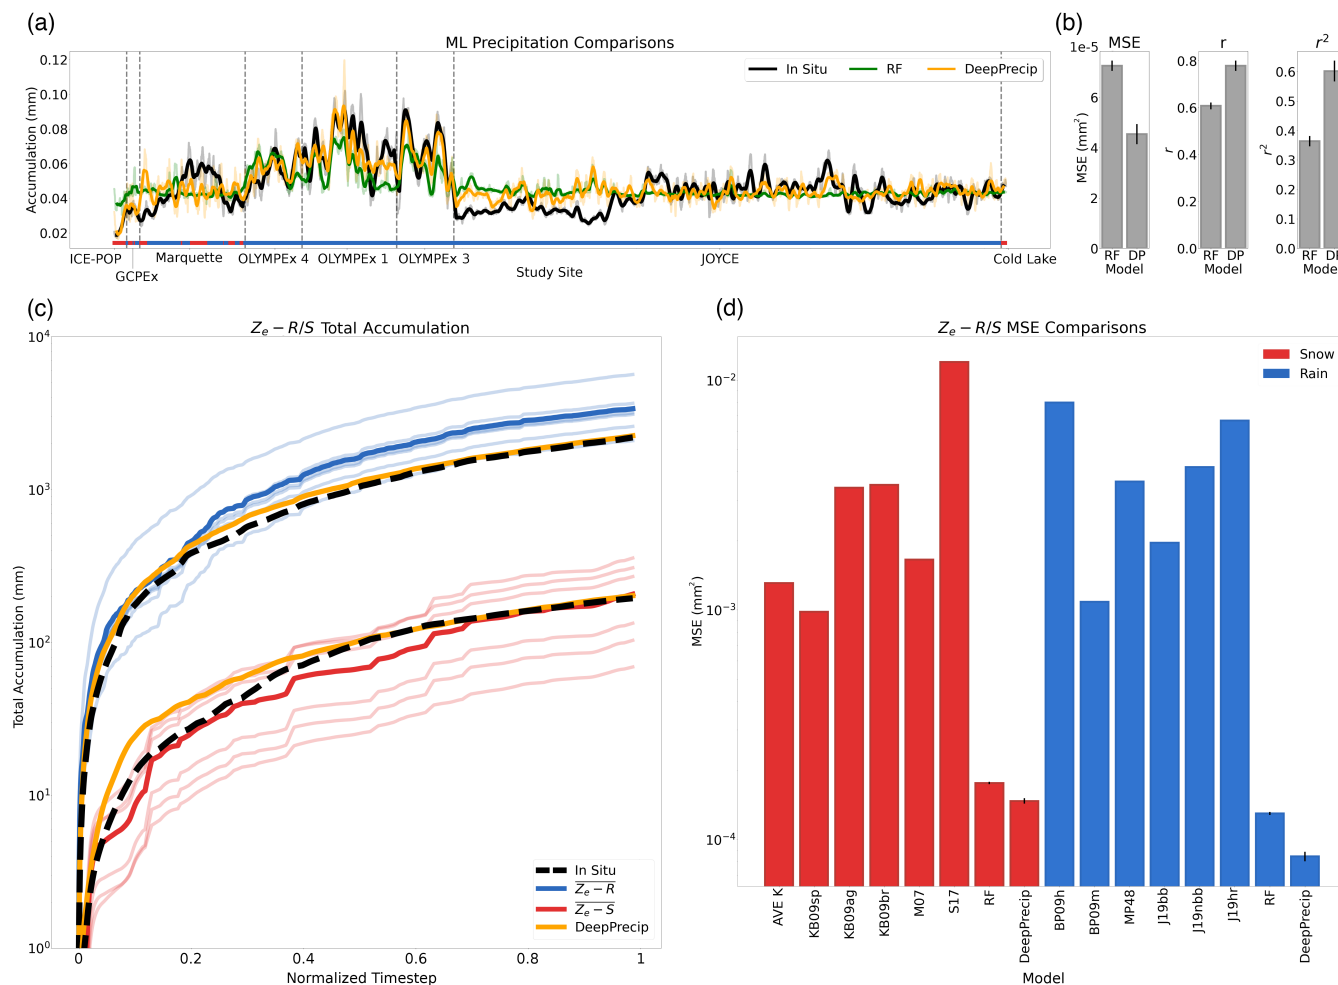 (a)
ML Precipitation Comparisons
In Situ
RF
DeepPrecip
Accumulation (mm)
0.12
0.10
0.08
0.06
0.04
0.02
ICE-POP
GCPEx
Marquette
OLYMPEx 4
OLYMPEx 1
OLYMPEx 3
JOYCE
Cold Lake
Study Site
(b)
MSE
1e-5
MSE (mm²)
6
4
2
0
RF DP
Model
r
r
0.8
0.6
0.4
0.2
0.0
RF DP
Model
r²
r²
0.6
0.5
0.4
0.3
0.2
0.1
0.0
RF DP
Model
(c)
Zₑ − R/S Total Accumulation
Total Accumulation (mm)
10⁴
10³
10²
10¹
10⁰
0
0.2
0.4
0.6
0.8
1
Normalized Timestep
In Situ
Zₑ − R
Zₑ − S
DeepPrecip
(d)
Zₑ − R/S MSE Comparisons
Snow
Rain
MSE (mm²)
10⁻²
10⁻³
10⁻⁴
AVE K
KB09sp
KB09ag
KB09br
M07
S17
RF
DeepPrecip
BP09h
BP09m
MP48
J19bb
J19nbb
J19hr
RF
DeepPrecip
Model